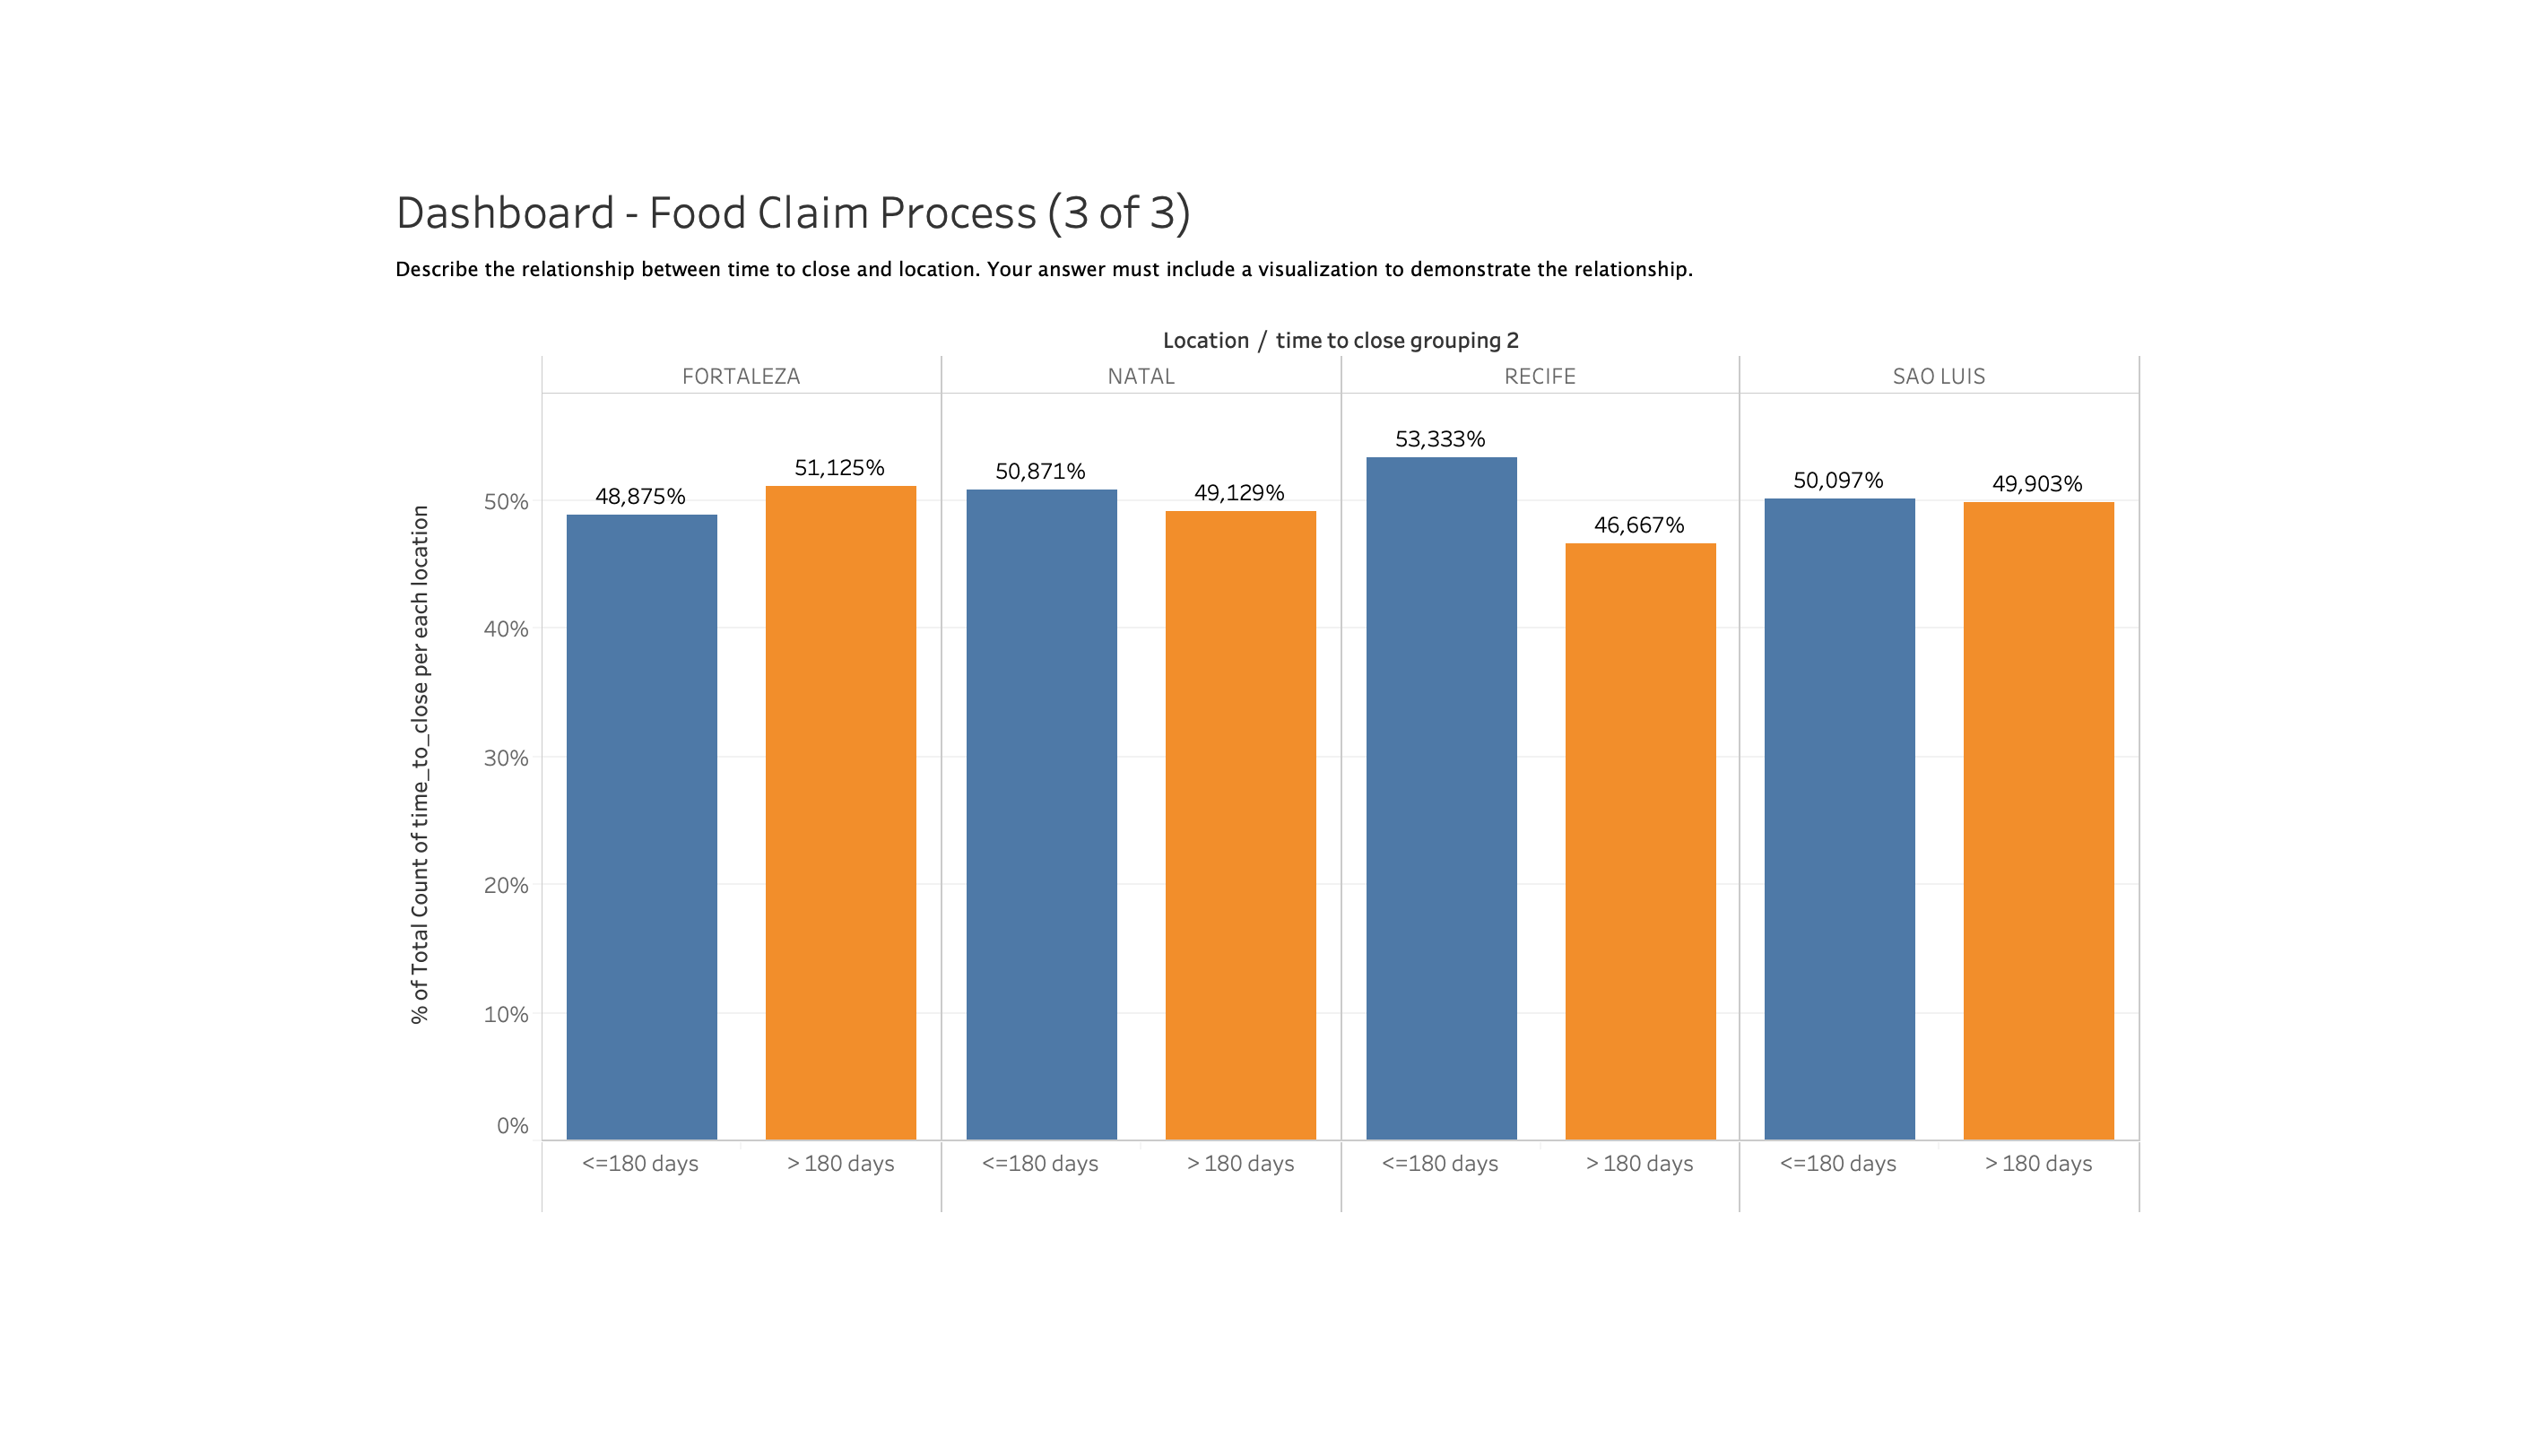 Dashboard - Food Claim Process (3 of 3)
Describe the relationship between time to close and location. Your answer must include a visualization to demonstrate the relationship.
Location / time to close grouping 2
FORTALEZA NATAL RECIFE SAO LUIS
% of Total Count of time_to_close per each location
50%
40%
30%
20%
10%
0%
48,875% 51,125% 50,871% 49,129% 53,333% 46,667% 50,097% 49,903%
<=180 days > 180 days <=180 days > 180 days <=180 days > 180 days <=180 days > 180 days